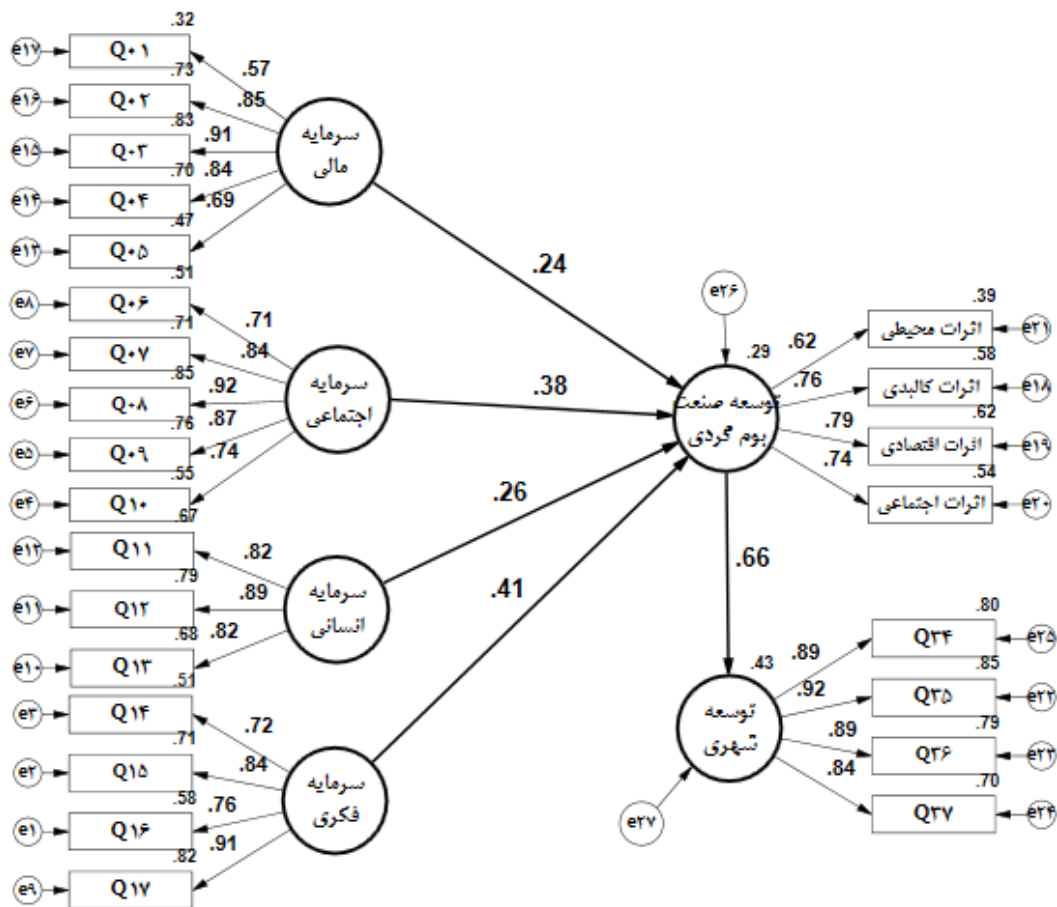 .32
e۱۷ Q۰۱
.57
.73
e۱۶ Q۰۲
.85
.83
e۱۵ Q۰۳
.91
.70
e۱۴ Q۰۴
.84
.69
.47
e۱۳ Q۰۵
سرمایه
مالی
.24
.51
e۸ Q۰۶
.71
.71
e۷ Q۰۷
.84
.85
e۶ Q۰۸
.92
.76
e۵ Q۰۹
.87
.74
.55
e۴ Q۱۰
سرمایه
اجتماعی
.38
.67
e۱۲ Q۱۱
.82
.79
e۱۱ Q۱۲
.89
.68
e۱۰ Q۱۳
.82
سرمایه
انسانی
.26
.51
e۳ Q۱۴
.72
.71
e۲ Q۱۵
.84
.58
e۱ Q۱۶
.76
.82
e۹ Q۱۷
.91
سرمایه
فکری
.41
e۲۶
.29
توسعه صنعت
بوم گردی
.39
.62
اثرات محیطی e۲۱
.58
.76
اثرات کالبدی e۱۸
.62
.79
اثرات اقتصادی e۱۹
.54
.74
اثرات اجتماعی e۲۰
.66
.43
توسعه
شهری
e۲۷
.80
.89
Q۳۴ e۲۵
.85
.92
Q۳۵ e۲۲
.79
.89
Q۳۶ e۲۳
.70
.84
Q۳۷ e۲۴